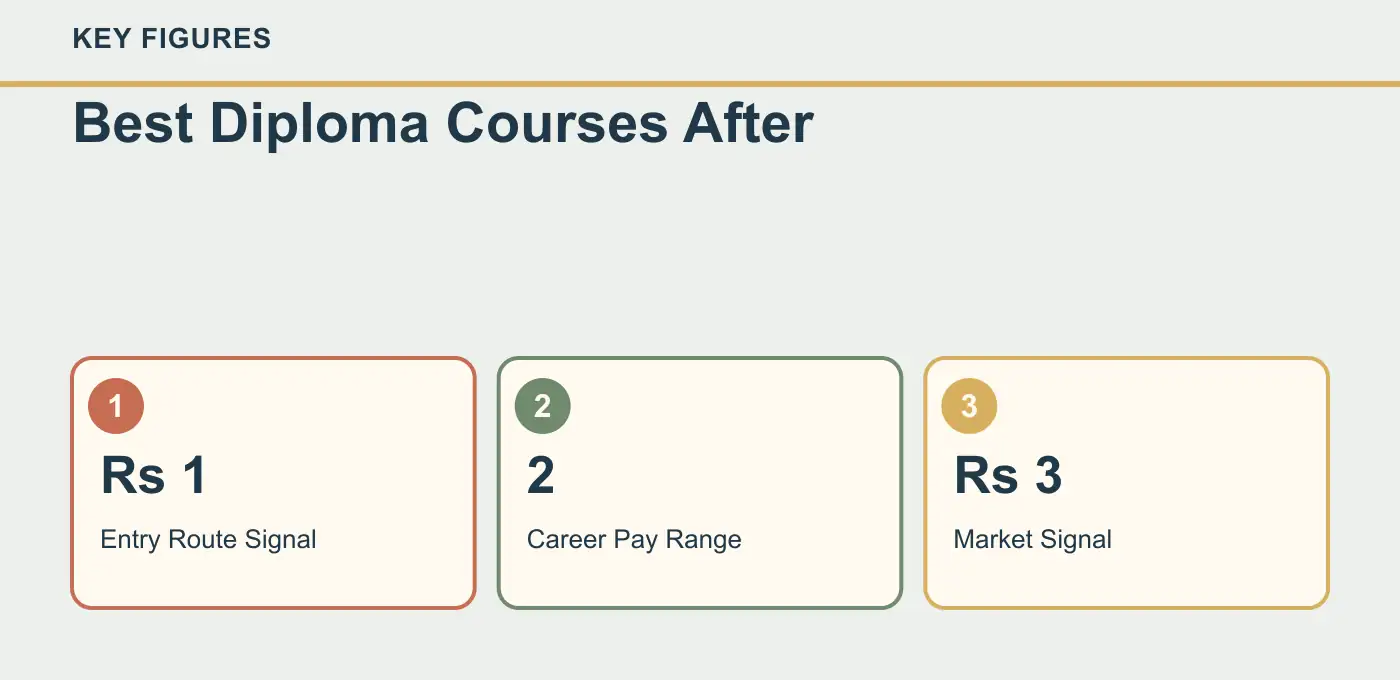 KEY FIGURES
Best Diploma Courses After
1
Rs 1
Entry Route Signal
2
2
Career Pay Range
3
Rs 3
Market Signal